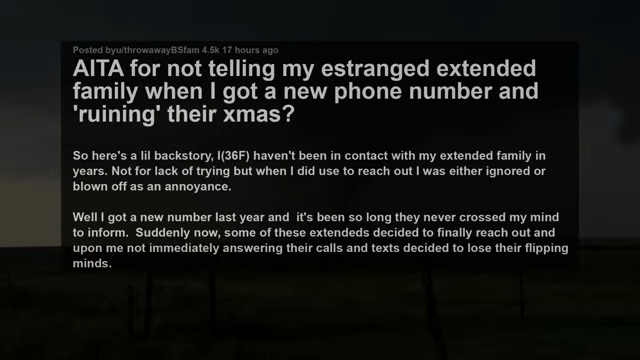 Posted byu/throwawayBSfam 4.5k 17 hours ago
AITA for not telling my estranged extended
family when I got a new phone number and
'ruining' their xmas?
So here's a lil backstory, I(36F) haven't been in contact with my extended family in
years. Not for lack of trying but when I did use to reach out I was either ignored or
blown off as an annoyance.
Well I got a new number last year and  it's been so long they never crossed my mind
to inform.  Suddenly now, some of these extendeds decided to finally reach out and
upon me not immediately answering their calls and texts decided to lose their flipping
minds.